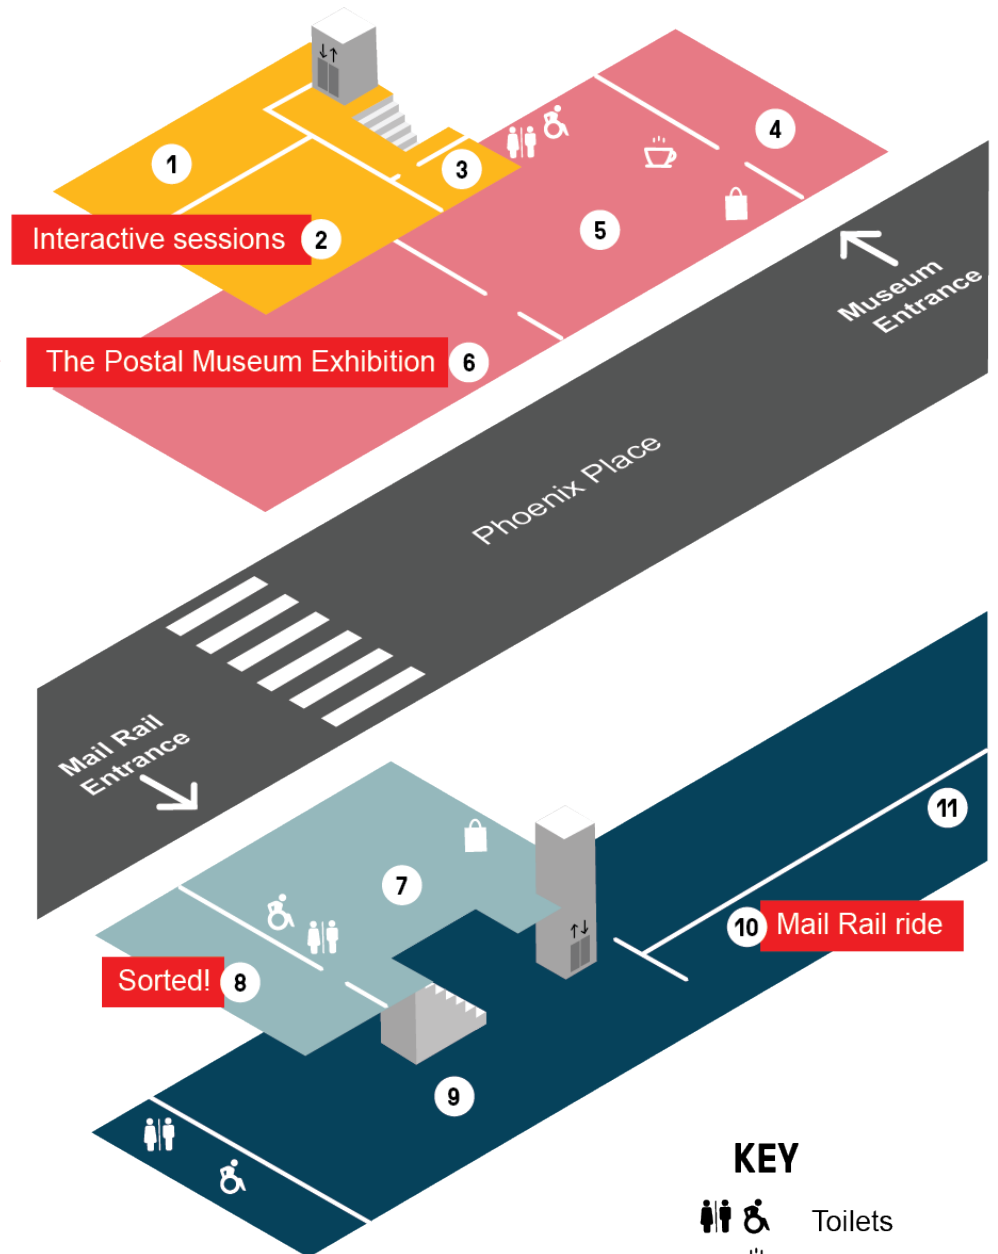 1
3
4
Interactive sessions 2
5
The Postal Museum Exhibition 6
Museum
Entrance
Phoenix Place
Mail Rail
Entrance
7
11
10 Mail Rail ride
Sorted! 8
9
KEY
Toilets